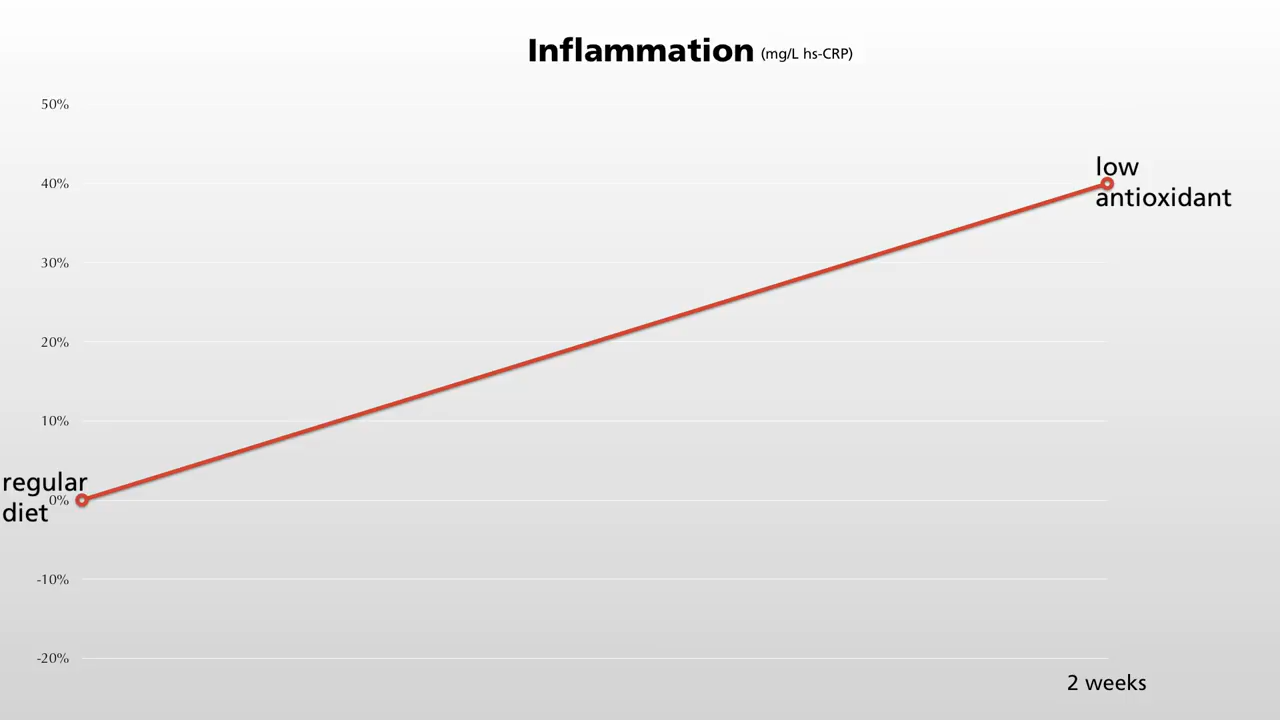 Inflammation (mg/L hs-CRP)
50%
low
40%
antioxidant
30%
20%
10%
regular
0%
diet
-10%
-20%
2 weeks